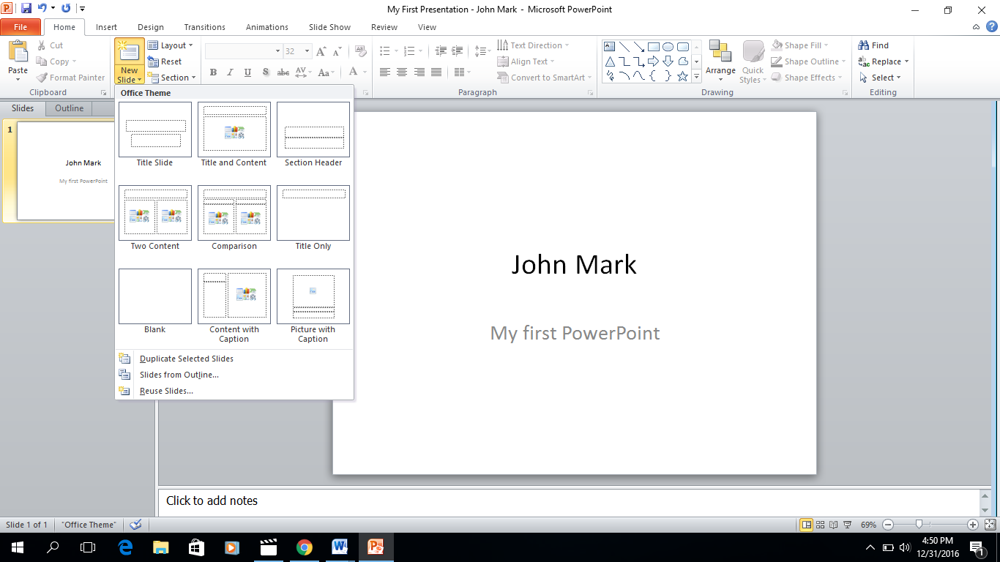 My First Presentation - John Mark - Microsoft PowerPoint
File Home Insert Design Transitions Animations Slide Show Review View
Paste
Cut
Copy
Format Painter
Clipboard
New Slide
Layout
Reset
Section
32
B I U S abc AV Aa A
Text Direction
Align Text
Convert to SmartArt
Paragraph
Arrange
Quick Styles
Shape Fill
Shape Outline
Shape Effects
Drawing
Find
Replace
Select
Editing
Office Theme
Title Slide Title and Content Section Header
Two Content Comparison Title Only
Blank Content with Caption Picture with Caption
Duplicate Selected Slides
Slides from Outline...
Reuse Slides...
Slides Outline
1
John Mark
My first PowerPoint
John Mark
My first PowerPoint
Click to add notes
Slide 1 of 1 "Office Theme" 69%
4:50 PM
12/31/2016
1